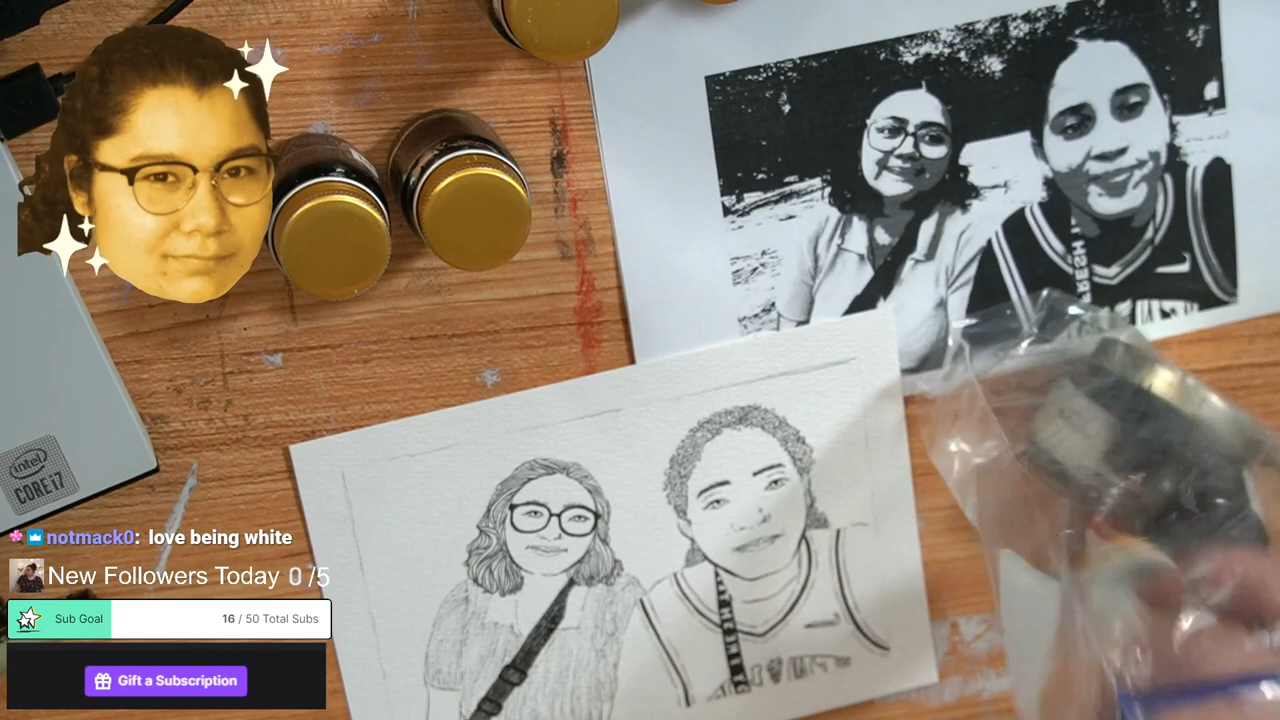 FRESH
intel
CORE i7
notmack0: love being white
New Followers Today 0 /5
Sub Goal
16 / 50 Total Subs
Gift a Subscription